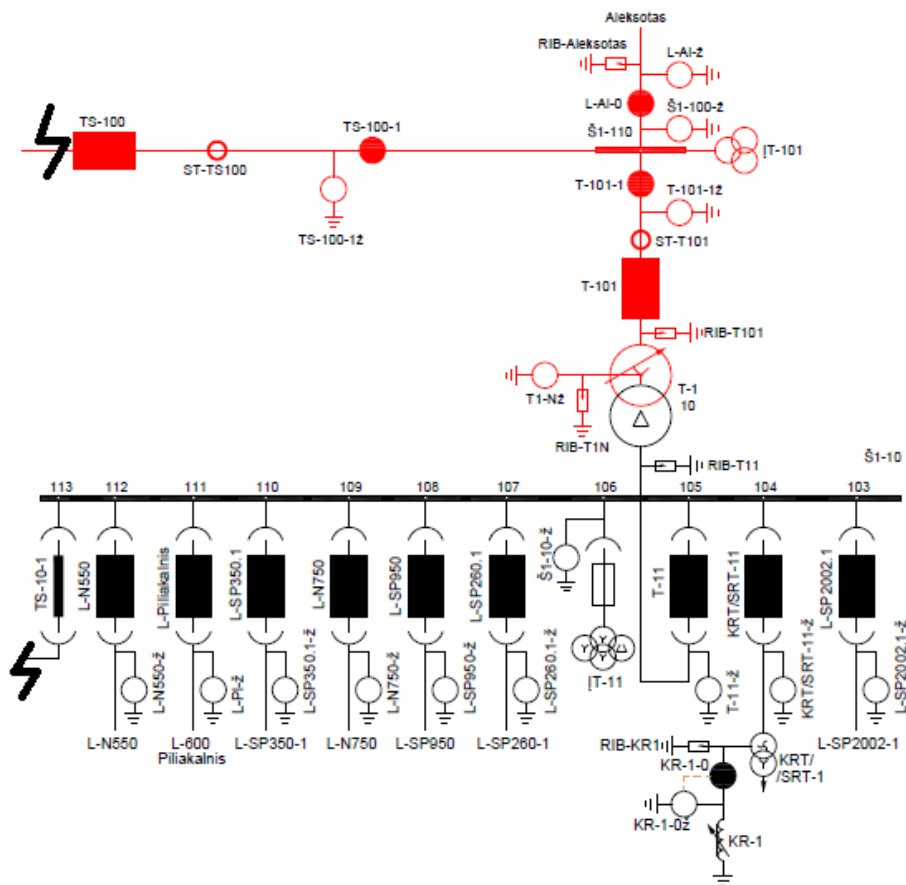 Aleksotas
RIB-Aleksotas
L-Al-ž
L-Al-0
Š1-100-ž
Š1-110
ĮT-101
TS-100
TS-100-1
ST-TS100
TS-100-1ž
T-101-1
T-101-1ž
ST-T101
T-101
RIB-T101
T1-Nž
T-1
10
RIB-T1N
RIB-T11
Š1-10
113
112
111
110
109
108
107
106
105
104
103
TS-10-1
L-N550
L-Piliakalnis
L-SP350.1
L-N750
L-SP950
L-SP260.1
Š1-10-ž
T-11
KRT/SRT-11
L-SP2002.1
L-N550-ž
L-Pl-ž
L-SP350.1-ž
L-N750-ž
L-SP950-ž
L-SP260.1-ž
ĮT-11
T-11-ž
KRT/SRT-11-ž
L-SP2002.1-ž
L-N550
L-600
Piliakalnis
L-SP350-1
L-N750
L-SP950
L-SP260-1
L-SP2002-1
RIB-KR1
KRT/
/SRT-1
KR-1-0
KR-1-0ž
KR-1